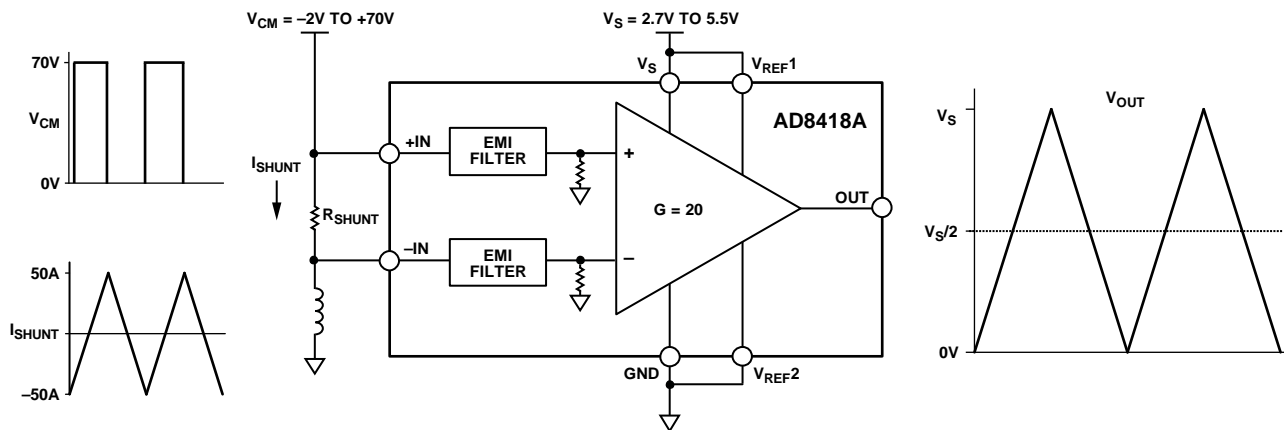 V_CM = –2V TO +70V
V_S = 2.7V TO 5.5V
70V
V_CM
0V
50A
I_SHUNT
–50A
I_SHUNT
R_SHUNT
+IN
–IN
EMI
FILTER
EMI
FILTER
V_S
V_REF1
AD8418A
+
G = 20
–
OUT
GND
V_REF2
V_OUT
V_S
V_S/2
0V